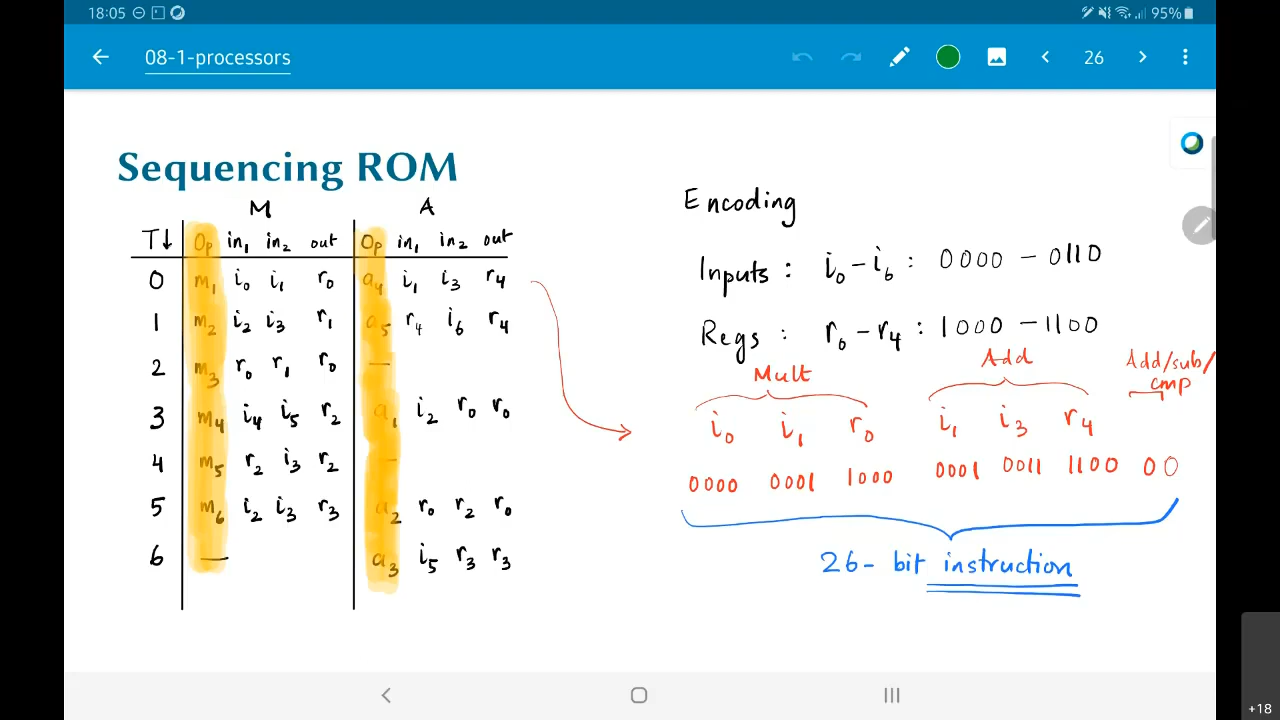 18:05 95%
08-1-processors 26
Sequencing ROM
M A
T↓ Op in₁ in₂ out Op in₁ in₂ out
0 m₁ i₀ i₁ r₀ a₄ i₁ i₃ r₄
1 m₂ i₂ i₃ r₁ a₅ r₄ i₆ r₄
2 m₃ r₀ r₁ r₀ —
3 m₄ i₄ i₅ r₂ a₁ i₂ r₀ r₀
4 m₅ r₂ i₃ r₂ —
5 m₆ i₂ i₃ r₃ a₂ r₀ r₂ r₀
6 — a₃ i₅ r₃ r₃
Encoding
Inputs : i₀ – i₆ : 0000 – 0110
Regs : r₀ – r₄ : 1000 – 1100
Mult Add Add/sub/
cmp
i₀ i₁ r₀ i₁ i₃ r₄
0000 0001 1000 0001 0011 1100 00
26- bit instruction
+18